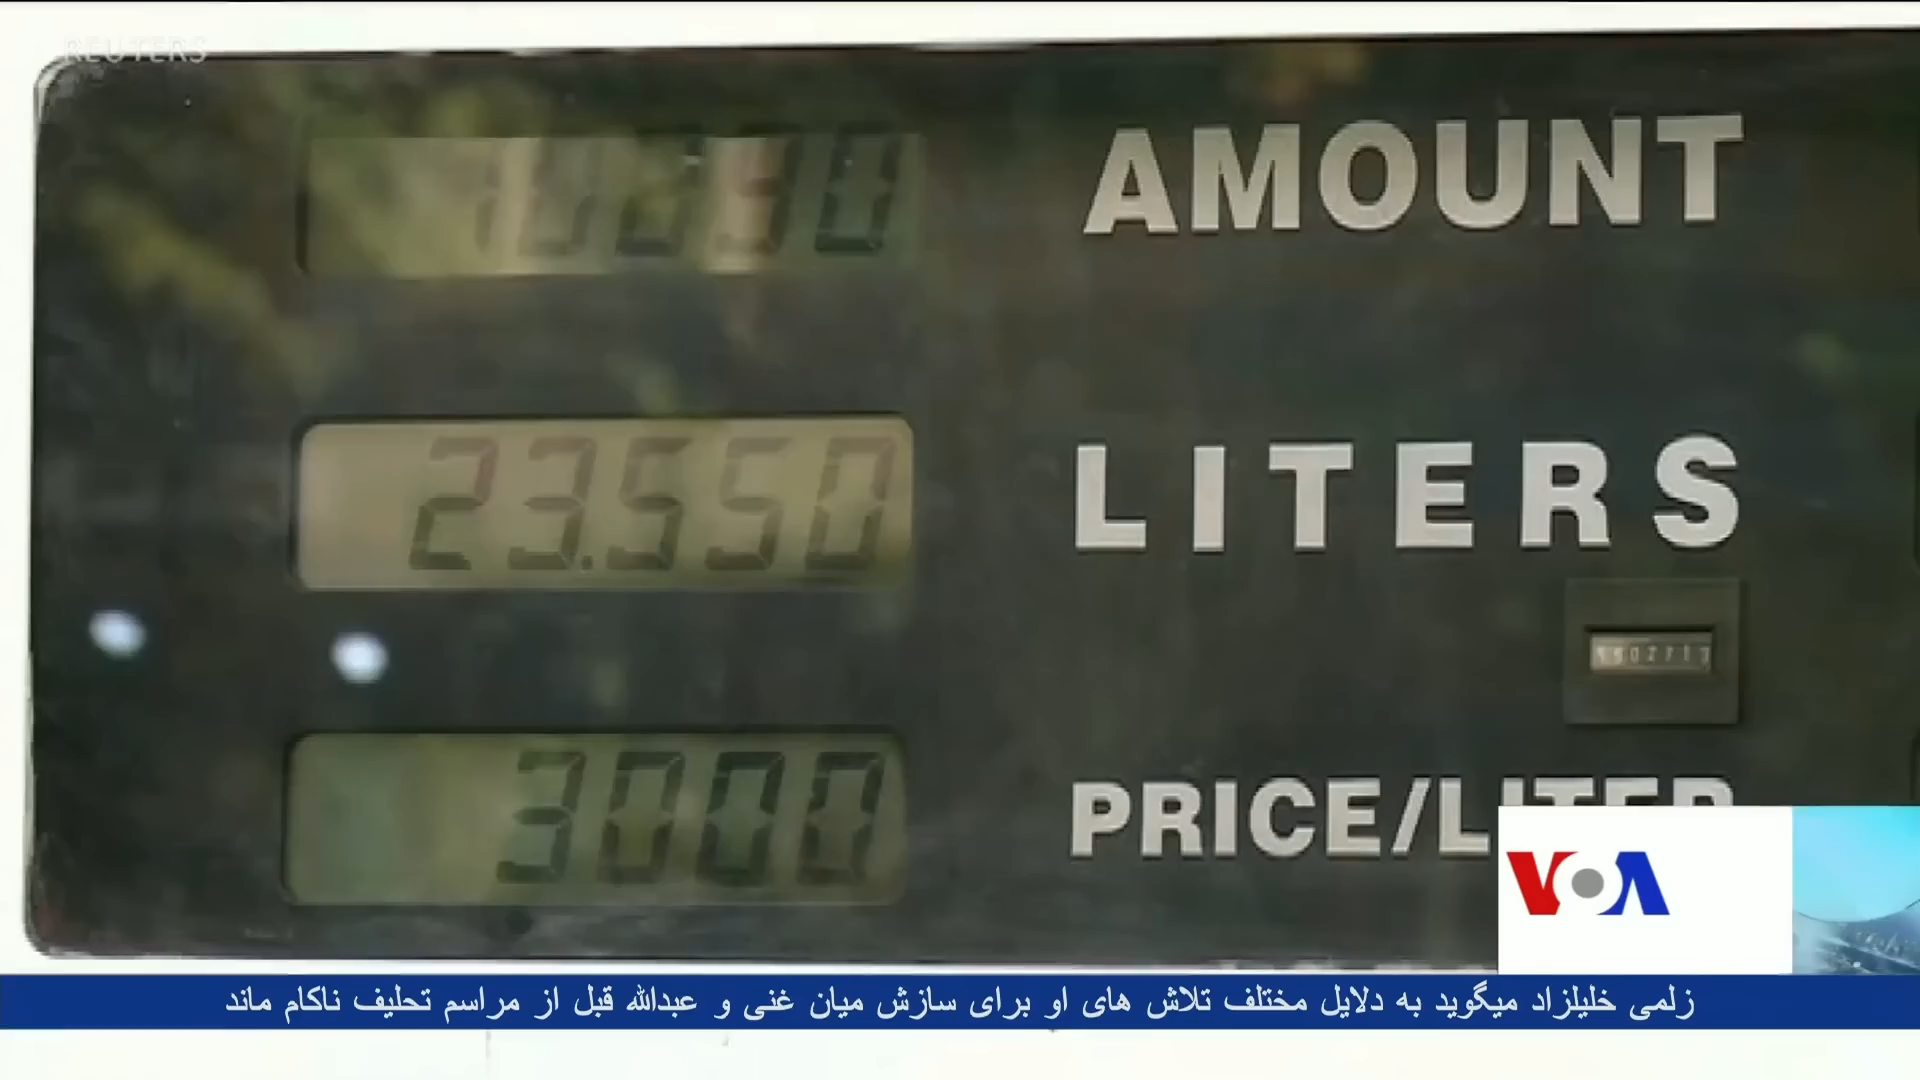 REUTERS
AMOUNT
23.550
LITERS
3000
PRICE/LITER
VOA
زلمی خلیلزاد میگوید به دلایل مختلف تلاش های او برای سازش میان غنی و عبدالله قبل از مراسم تحلیف ناکام ماند